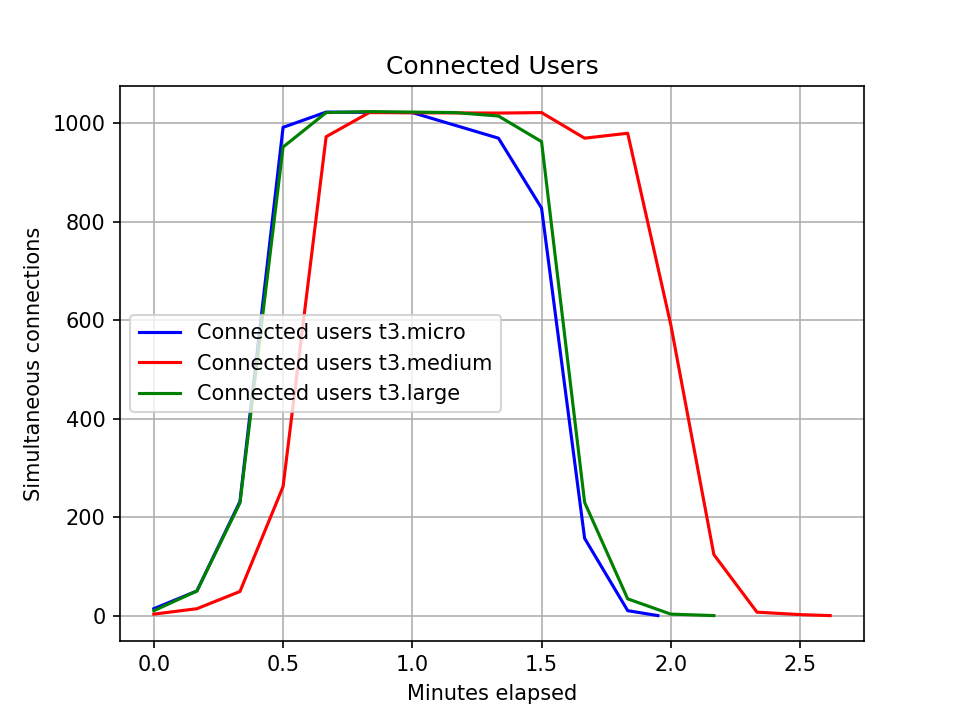 Connected Users
Simultaneous connections
1000
800
600
400
200
0
Connected users t3.micro
Connected users t3.medium
Connected users t3.large
0.0 0.5 1.0 1.5 2.0 2.5
Minutes elapsed